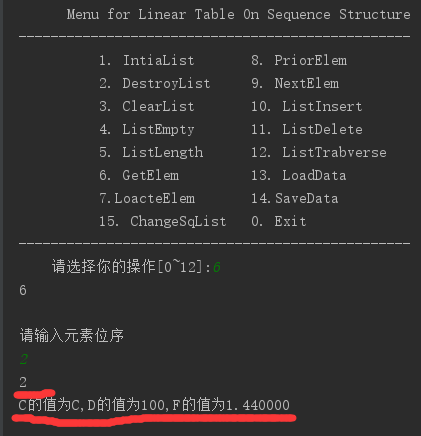 Menu for Linear Table On Sequence Structure
-------------------------------------------------
1. IntiaList 8. PriorElem
2. DestroyList 9. NextElem
3. ClearList 10. ListInsert
4. ListEmpty 11. ListDelete
5. ListLength 12. ListTrabverse
6. GetElem 13. LoadData
7.LoacteElem 14.SaveData
15. ChangeSqList 0. Exit
-------------------------------------------------
请选择你的操作[0~12]:6
6
请输入元素位序
2
2
C的值为C,D的值为100,F的值为1.440000